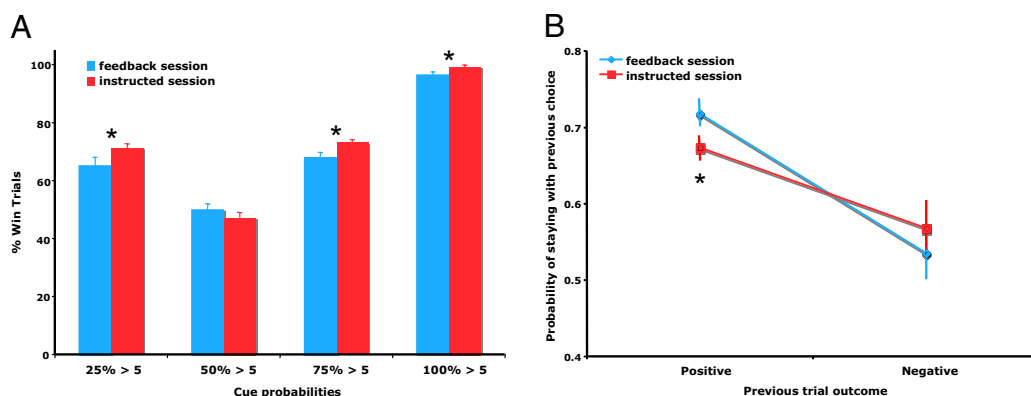 A
feedback session
instructed session
% Win Trials
100
80
60
40
20
0
*
*
*
25% > 5
50% > 5
75% > 5
100% > 5
Cue probabilities
B
feedback session
instructed session
Probability of staying with previous choice
0.8
0.7
0.6
0.5
0.4
*
Positive
Negative
Previous trial outcome